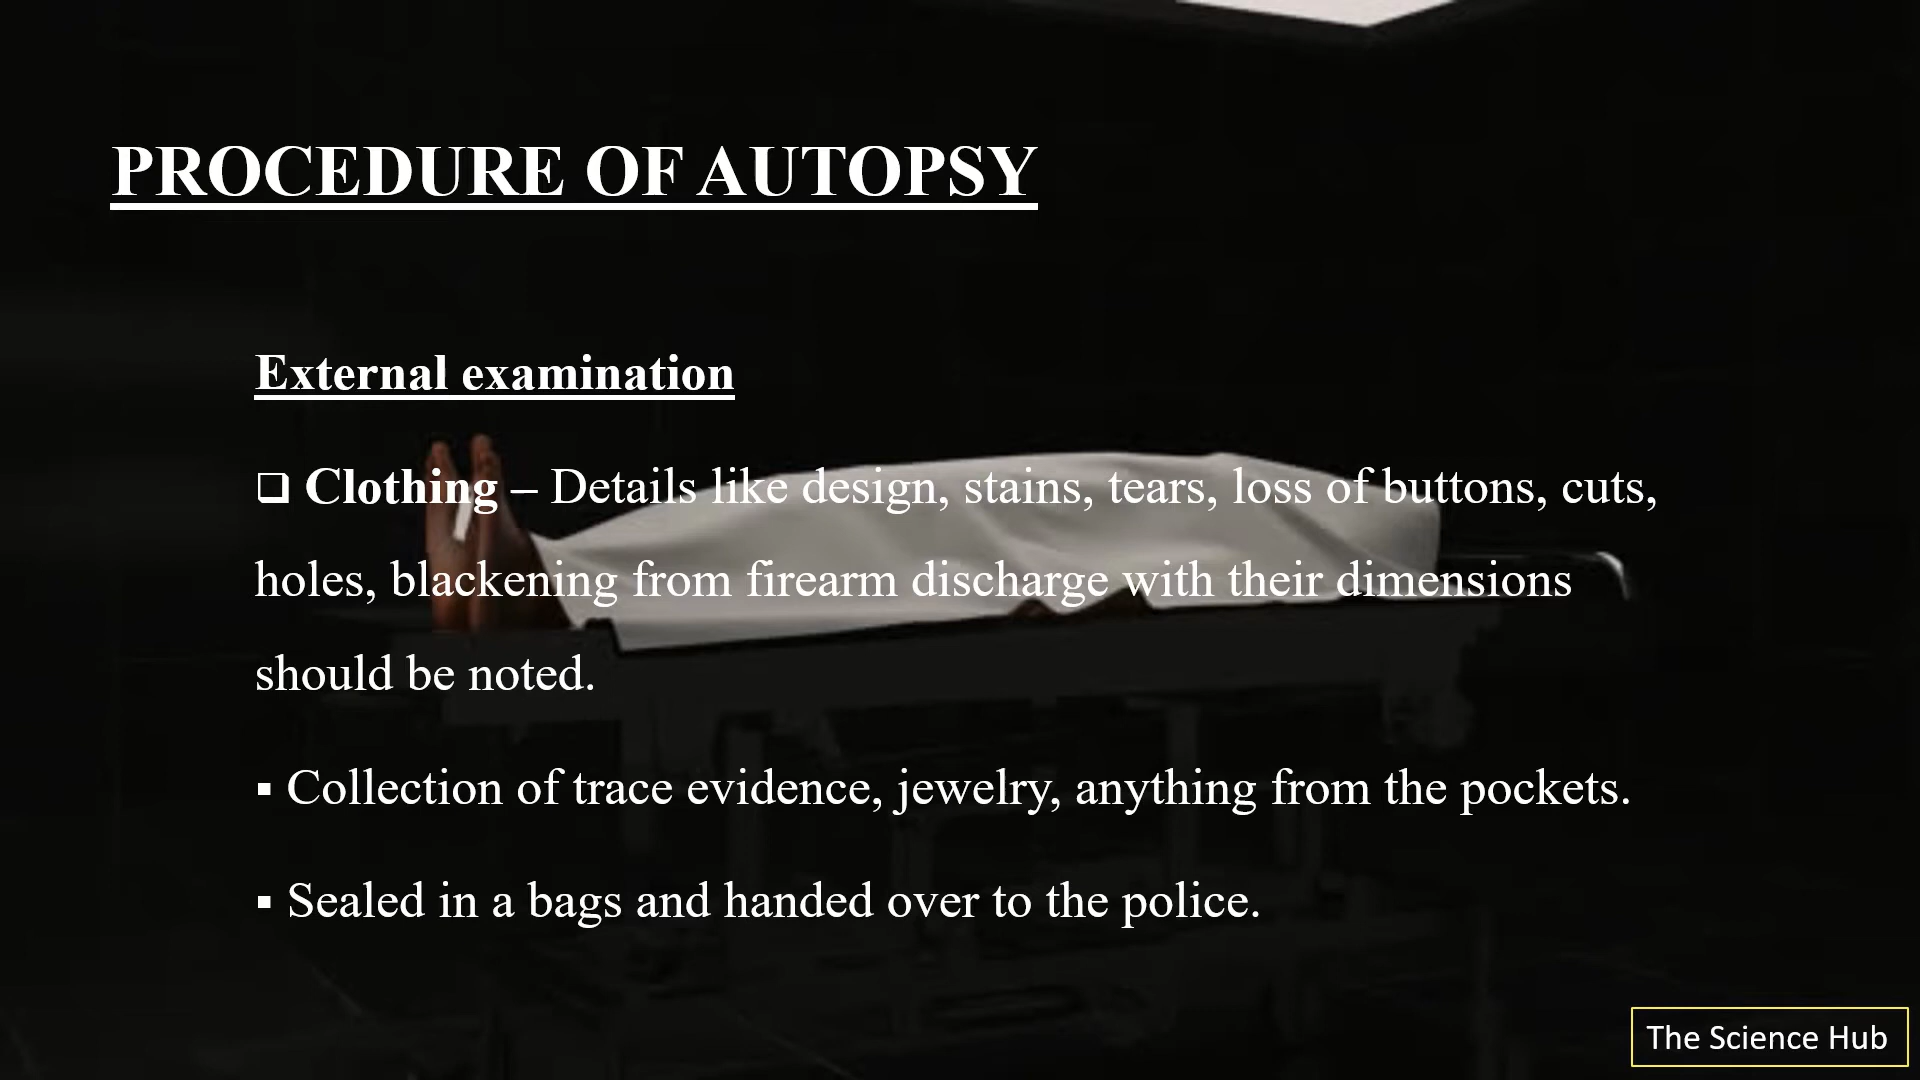 PROCEDURE OF AUTOPSY
External examination
❑ Clothing – Details like design, stains, tears, loss of buttons, cuts,
holes, blackening from firearm discharge with their dimensions
should be noted.
▪ Collection of trace evidence, jewelry, anything from the pockets.
▪ Sealed in a bags and handed over to the police.
The Science Hub